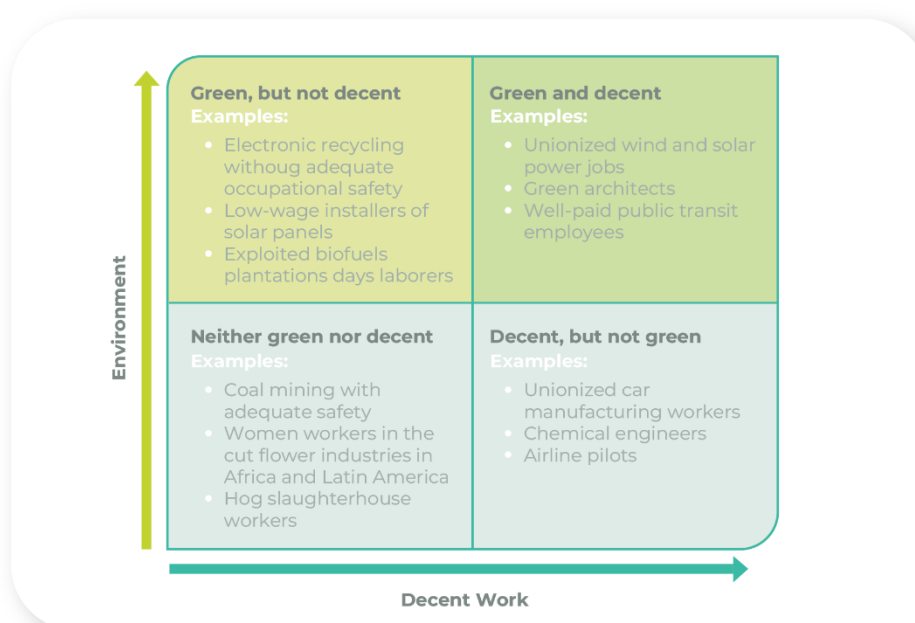 Green, but not decent
Examples:
Electronic recycling
withoug adequate
occupational safety
Low-wage installers of
solar panels
Exploited biofuels
plantations days laborers
Green and decent
Examples:
Unionized wind and solar
power jobs
Green architects
Well-paid public transit
employees
Environment
Neither green nor decent
Examples:
Coal mining with
adequate safety
Women workers in the
cut flower industries in
Africa and Latin America
Hog slaughterhouse
workers
Decent, but not green
Examples:
Unionized car
manufacturing workers
Chemical engineers
Airline pilots
Decent Work